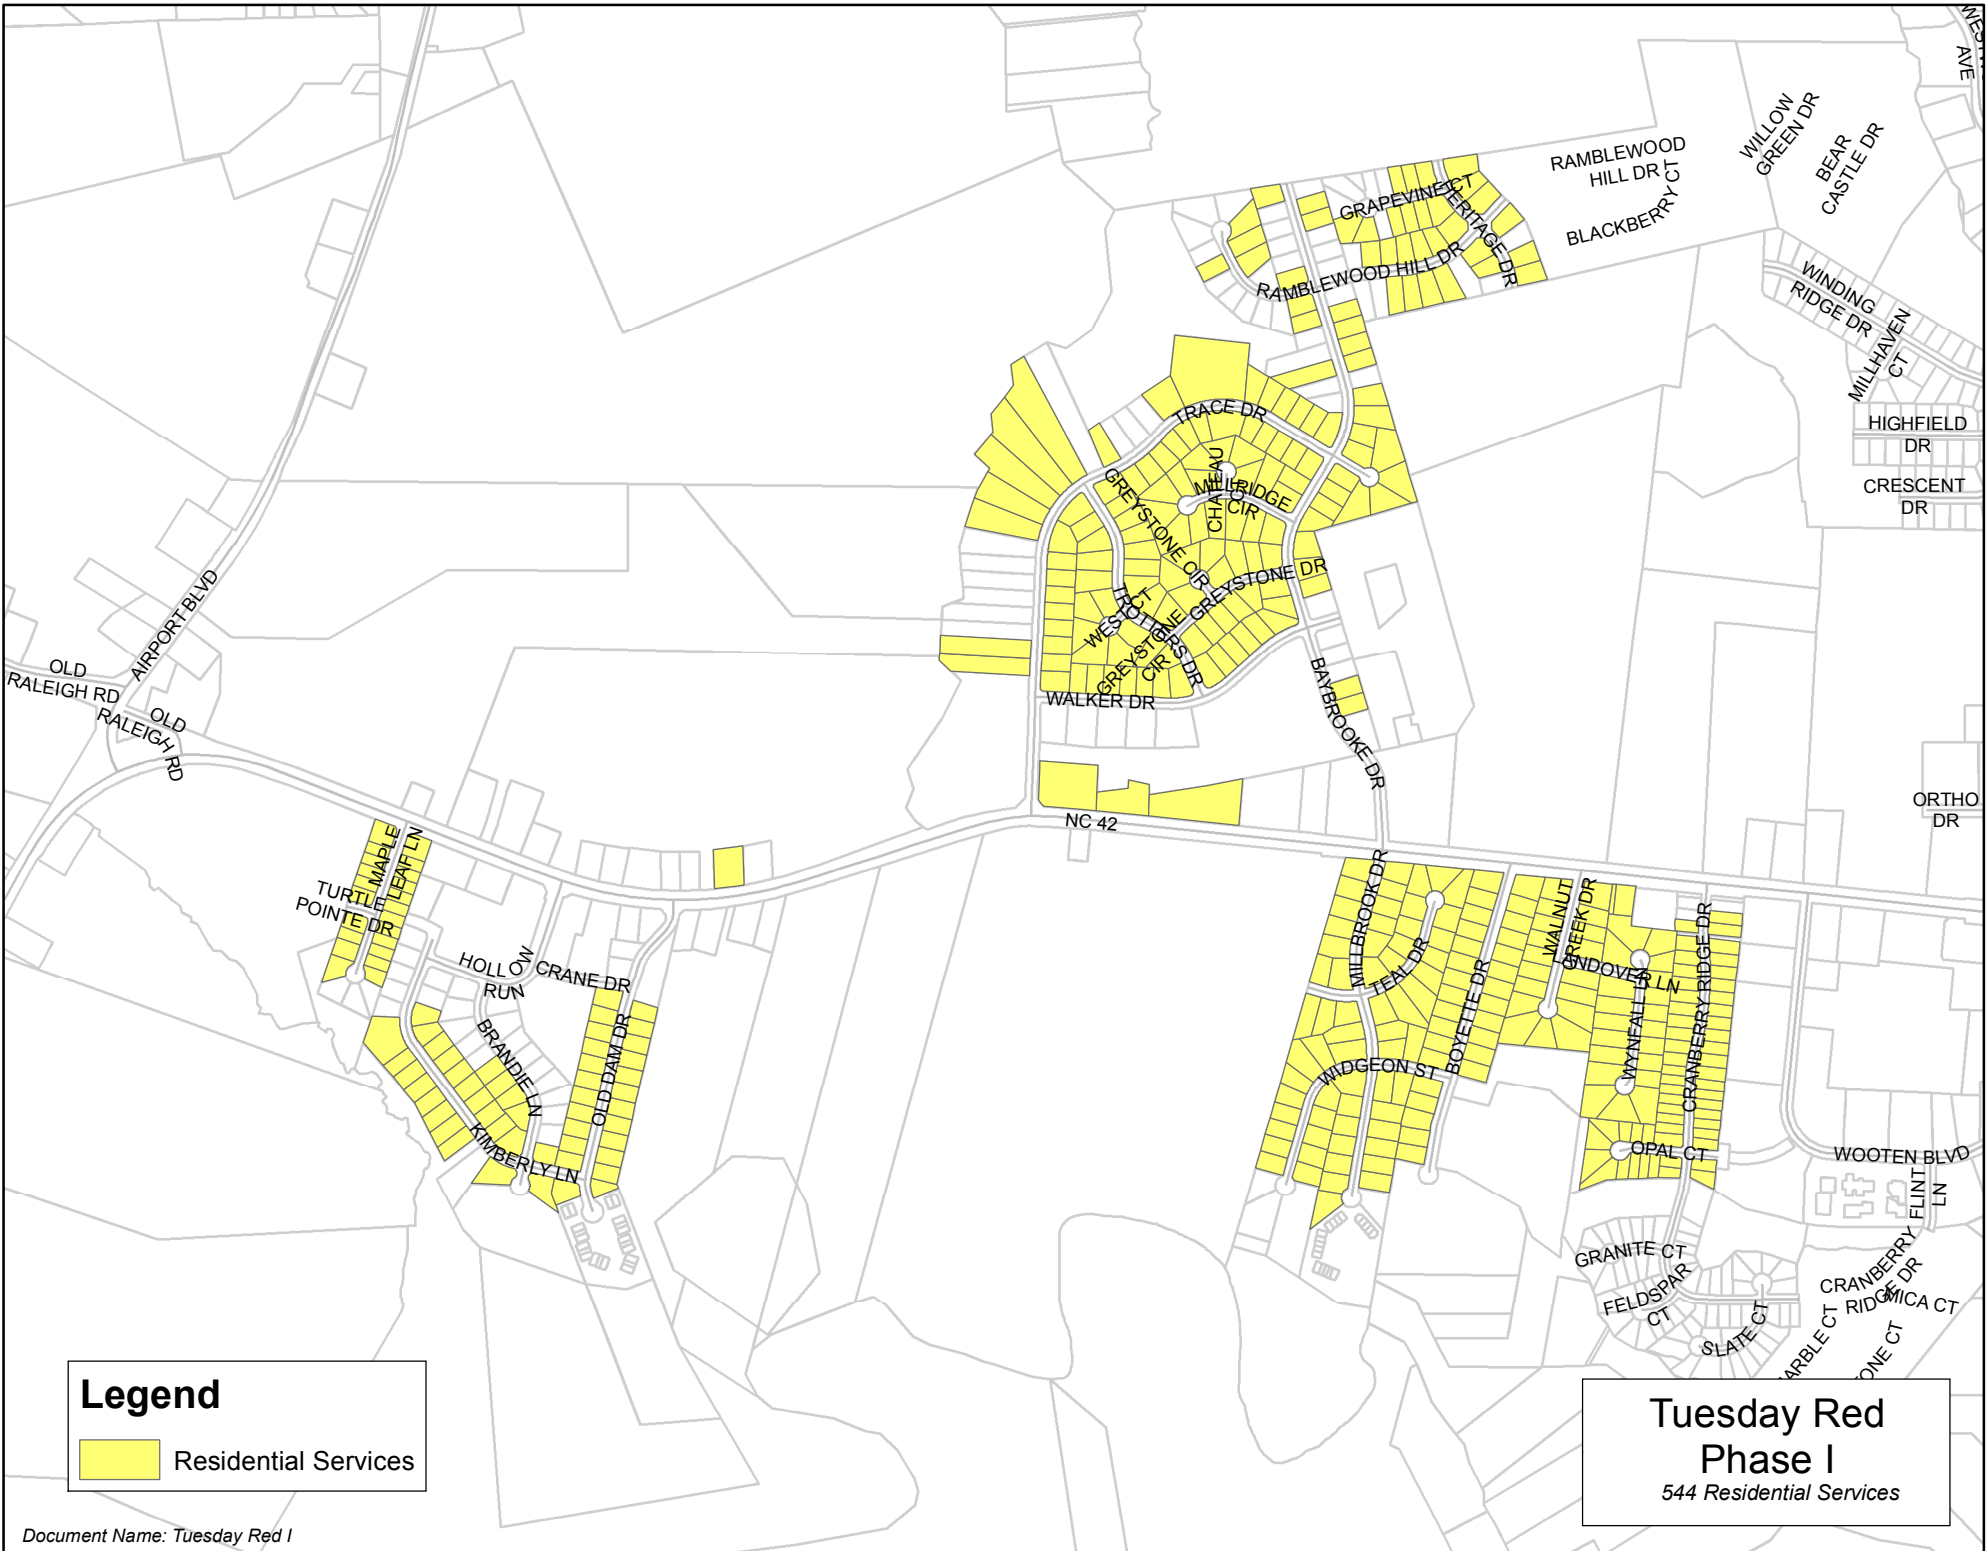 WESTWOOD
AVE
WILLOW
GREEN DR
BEAR
CASTLE DR
RAMBLEWOOD
HILL DR
BLACKBERRY CT
GRAPEVINE CT
HERITAGE DR
RAMBLEWOOD HILL DR
WINDING
RIDGE DR
MILLHAVEN
CT
HIGHFIELD
DR
CRESCENT
DR
TRACE DR
CHATEAU
MILLRIDGE
CIR
GREYSTONE CIR
GREYSTONE DR
WEST CT
TROTTERS DR
GREYSTONE
CIR
WALKER DR
BAYBROOKE DR
AIRPORT BLVD
OLD
RALEIGH RD
OLD
RALEIGH RD
NC 42
ORTHO
DR
MAPLE
LEAF LN
TURTLE
POINTE DR
HOLLOW
RUN
CRANE DR
BRANDIE LN
OLD DAM DR
KIMBERLY LN
MILLBROOK DR
TEAL DR
BOYETTE DR
WIDGEON ST
WALNUT
CREEK DR
ANDOVER LN
WYNFALL LN
CRANBERRY RIDGE DR
OPAL CT
WOOTEN BLVD
FLINT
LN
GRANITE CT
FELDSPAR
CT
SLATE CT
CRANBERRY
RIDGE DR
MICA CT
ARBLE CT
ONE CT
Legend
Residential Services
Tuesday Red
Phase I
544 Residential Services
Document Name: Tuesday Red I